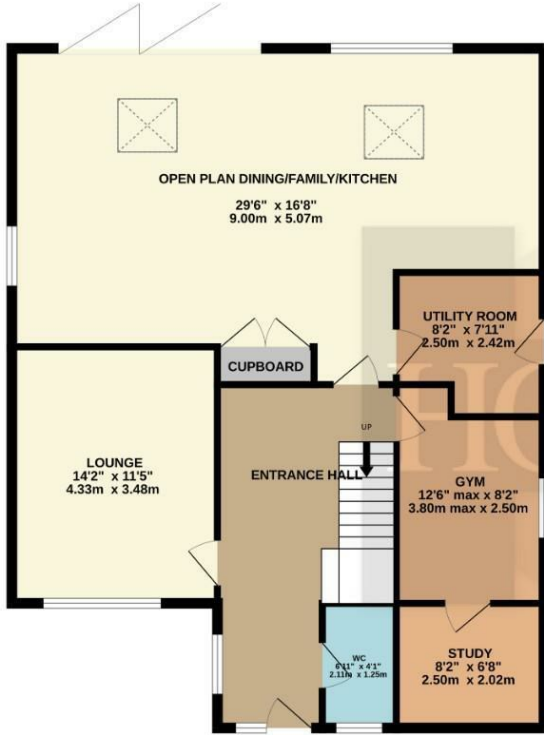 OPEN PLAN DINING/FAMILY/KITCHEN
29'6" x 16'8"
9.00m x 5.07m
UTILITY ROOM
8'2" x 7'11"
2.50m x 2.42m
CUPBOARD
UP
LOUNGE
14'2" x 11'5"
4.33m x 3.48m
ENTRANCE HALL
GYM
12'6" max x 8'2"
3.80m max x 2.50m
WC
6'11" x 4'1"
2.11m x 1.25m
STUDY
8'2" x 6'8"
2.50m x 2.02m